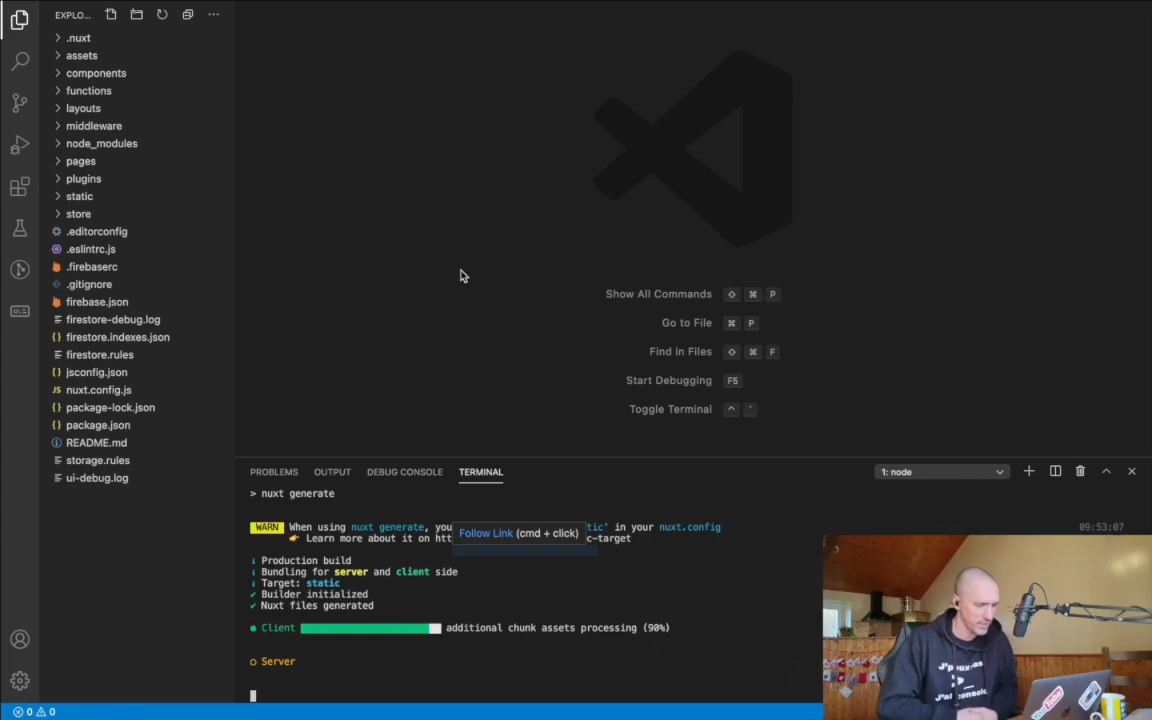 EXPLO...
.nuxt
assets
components
functions
layouts
middleware
node_modules
pages
plugins
static
store
.editorconfig
.eslintrc.js
.firebaserc
.gitignore
firebase.json
firestore-debug.log
firestore.indexes.json
firestore.rules
jsconfig.json
JS nuxt.config.js
package-lock.json
package.json
README.md
storage.rules
ui-debug.log
Show All Commands ⇧ ⌘ P
Go to File ⌘ P
Find in Files ⇧ ⌘ F
Start Debugging F5
Toggle Terminal ^ `
PROBLEMS OUTPUT DEBUG CONSOLE TERMINAL 1: node
> nuxt generate
WARN When using nuxt generate, you tic' in your nuxt.config 09:53:07
Follow Link (cmd + click)
👉 Learn more about it on htt c-target
ℹ Production build
ℹ Bundling for server and client side
ℹ Target: static
✔ Builder initialized
✔ Nuxt files generated
● Client additional chunk assets processing (90%)
○ Server
YouTube
0 0